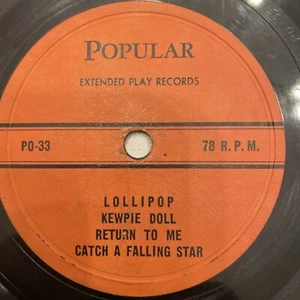 POPULAR
EXTENDED PLAY RECORDS
PO-33 78 R.P.M.
LOLLIPOP
KEWPIE DOLL
RETURN TO ME
CATCH A FALLING STAR